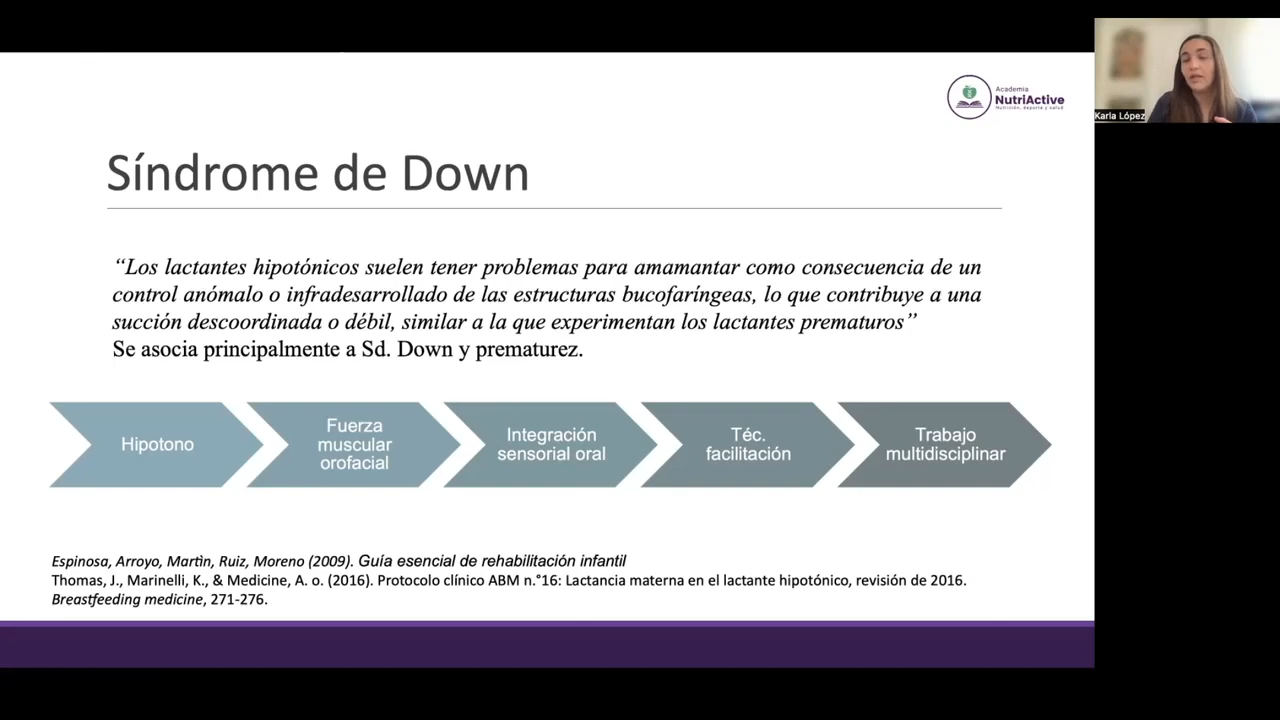 Academia
NutriActive
Nutrición, deporte y salud
Karla López
Síndrome de Down
“Los lactantes hipotónicos suelen tener problemas para amamantar como consecuencia de un
control anómalo o infradesarrollado de las estructuras bucofaríngeas, lo que contribuye a una
succión descoordinada o débil, similar a la que experimentan los lactantes prematuros”
Se asocia principalmente a Sd. Down y prematurez.
Hipotono
Fuerza
muscular
orofacial
Integración
sensorial oral
Téc.
facilitación
Trabajo
multidisciplinar
Espinosa, Arroyo, Martìn, Ruiz, Moreno (2009). Guía esencial de rehabilitación infantil
Thomas, J., Marinelli, K., & Medicine, A. o. (2016). Protocolo clínico ABM n.°16: Lactancia materna en el lactante hipotónico, revisión de 2016.
Breastfeeding medicine, 271-276.